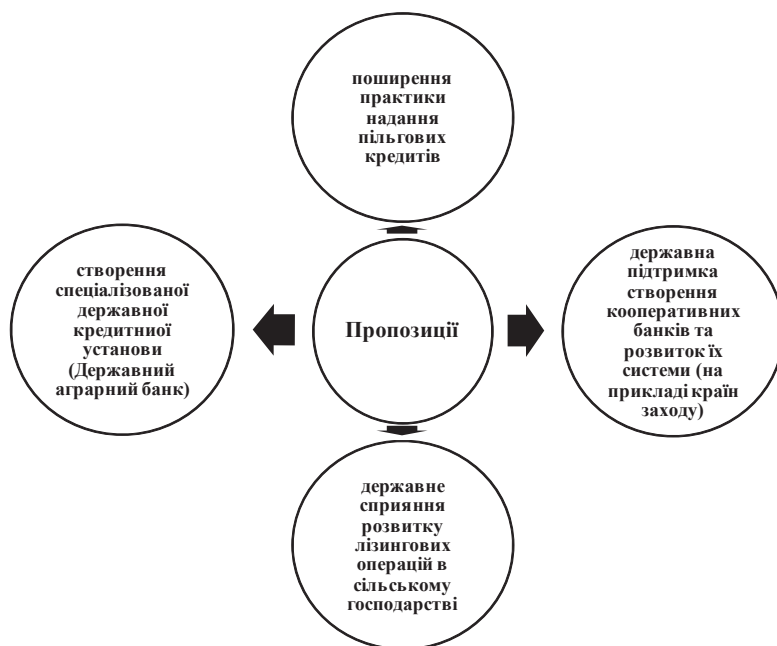 поширення
практики
надання
пільгових
кредитів
створення
спеціалізованої
державної
кредитниої
установи
(Державний
аграрний банк)
Пропозиції
державна
підтримка
створення
кооперативних
банків та
розвиток їх
системи (на
прикладі країн
заходу)
державне
сприяння
розвитку
лізингових
операцій в
сільському
господарстві